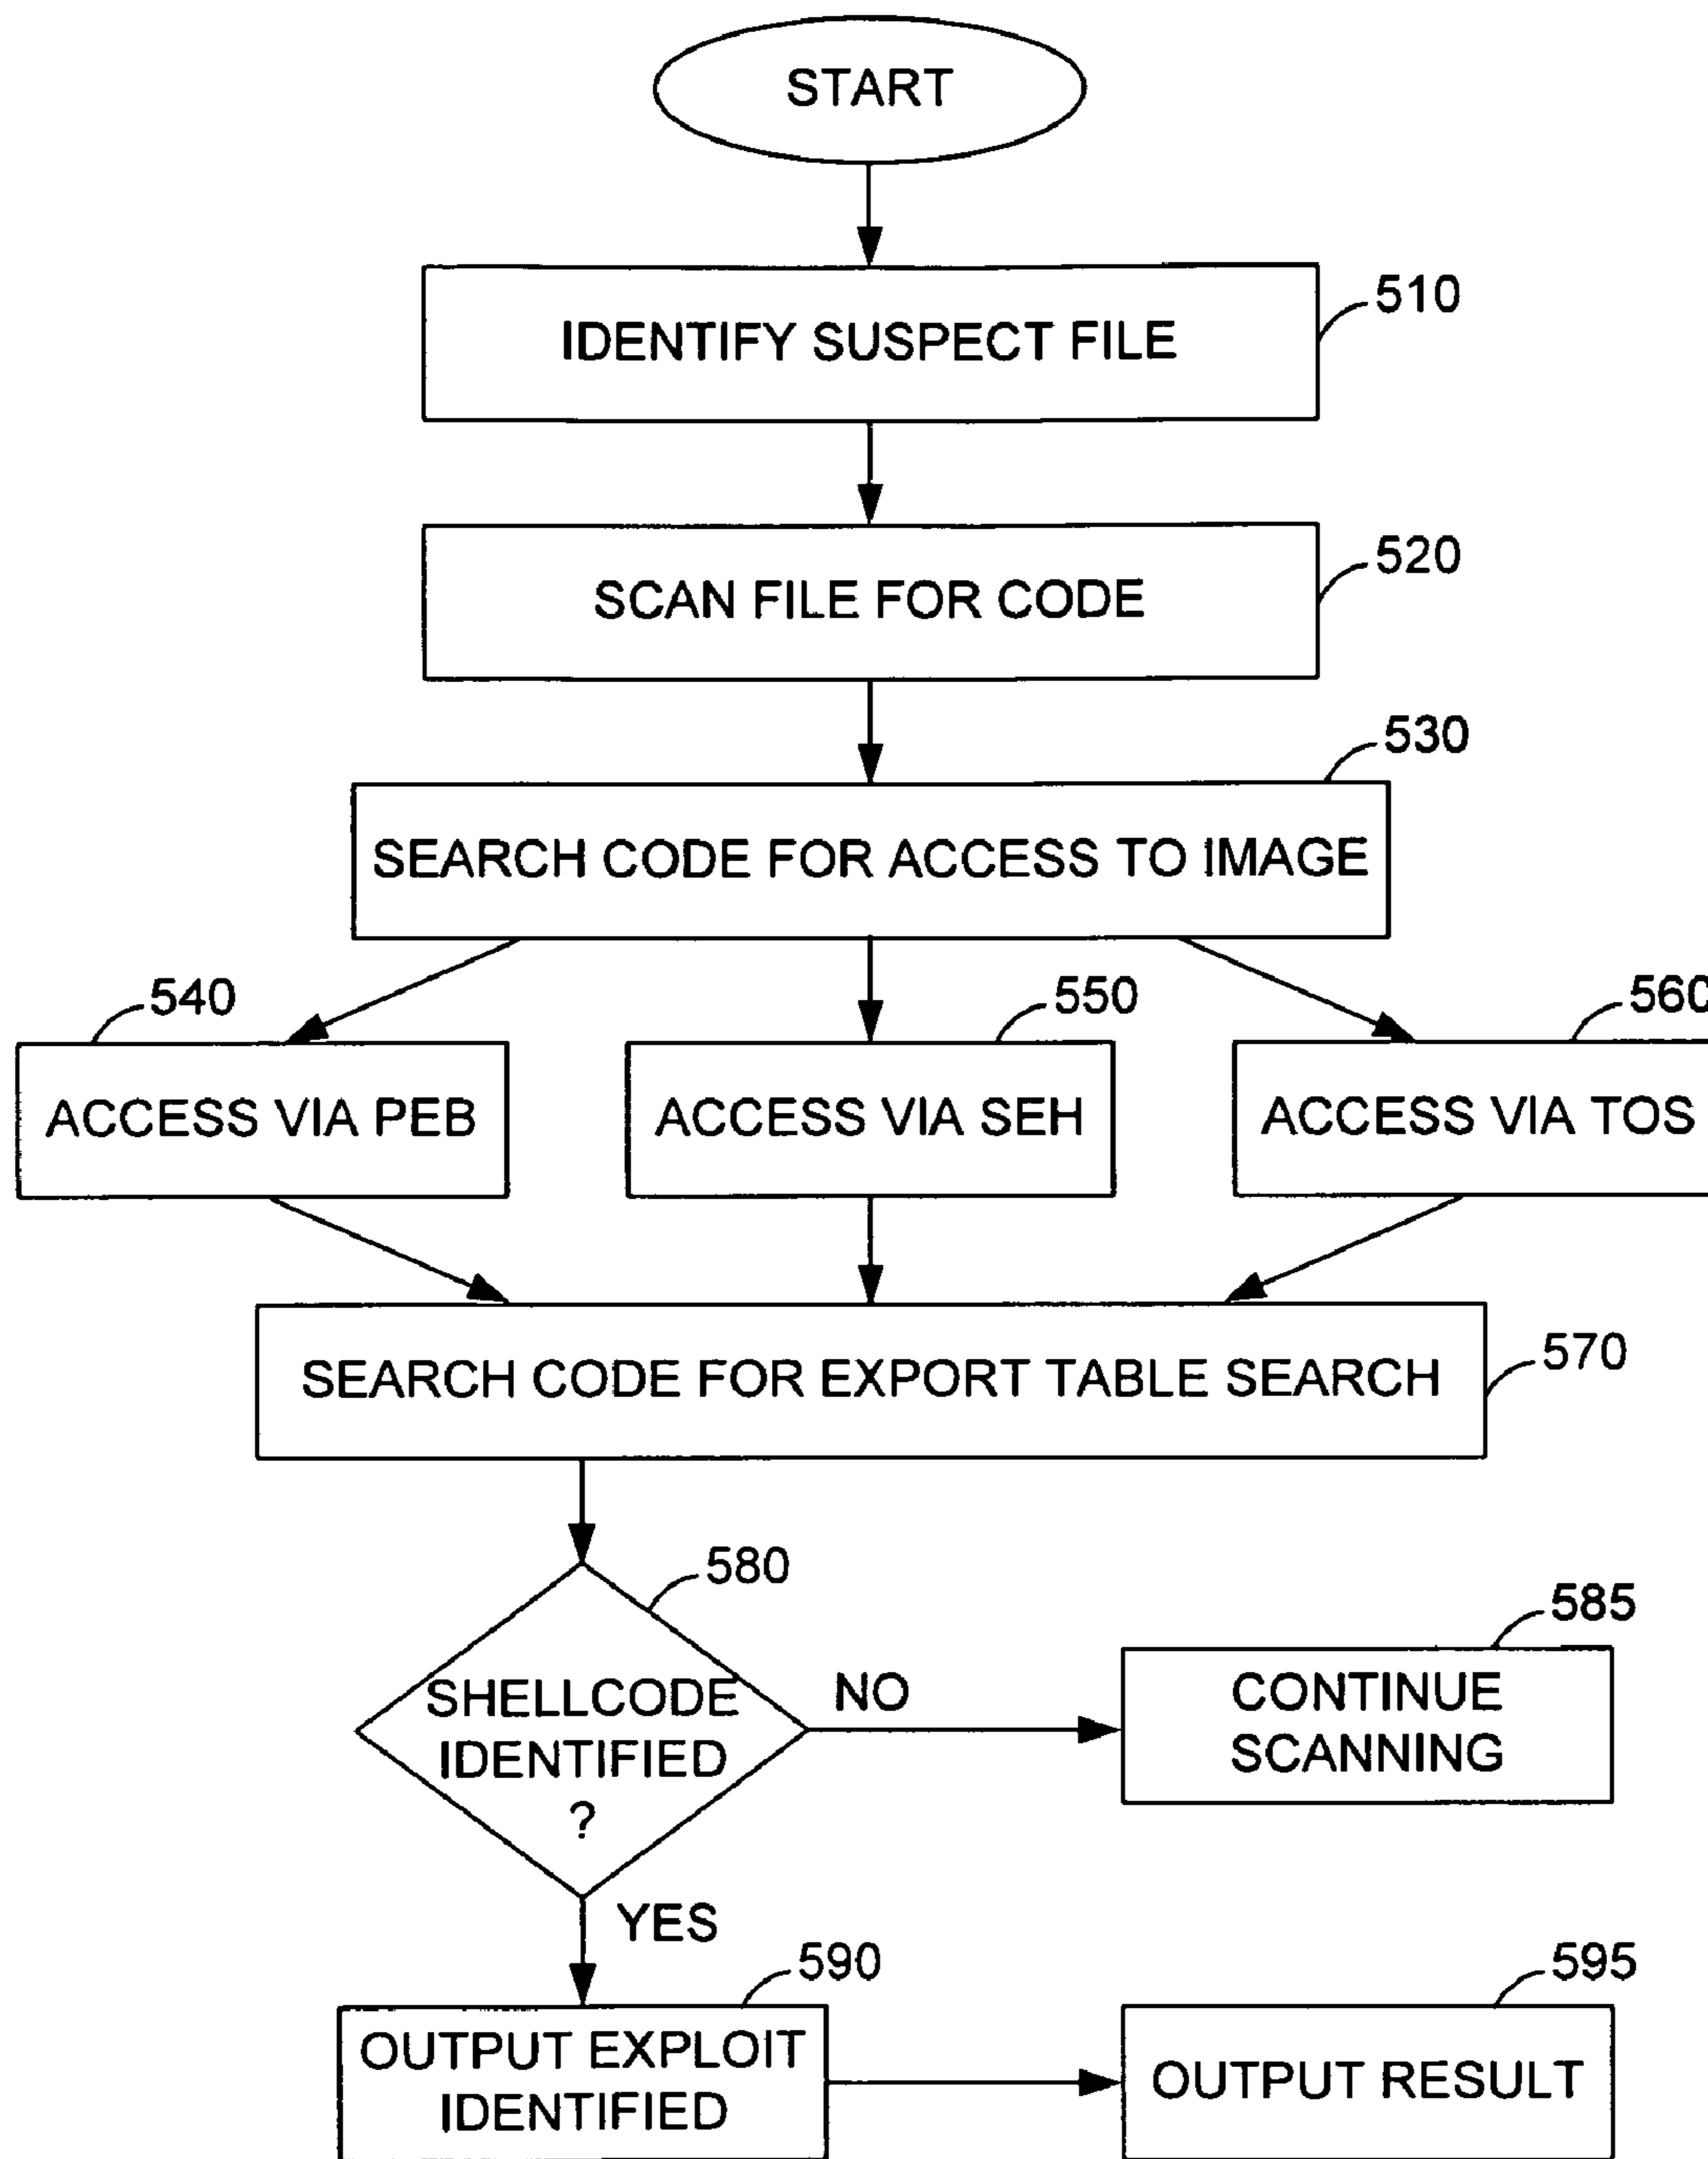 START
510
IDENTIFY SUSPECT FILE
520
SCAN FILE FOR CODE
530
SEARCH CODE FOR ACCESS TO IMAGE
540
550
560
ACCESS VIA PEB
ACCESS VIA SEH
ACCESS VIA TOS
570
SEARCH CODE FOR EXPORT TABLE SEARCH
580
SHELLCODE
IDENTIFIED
?
NO
585
CONTINUE
SCANNING
YES
590
OUTPUT EXPLOIT
IDENTIFIED
595
OUTPUT RESULT